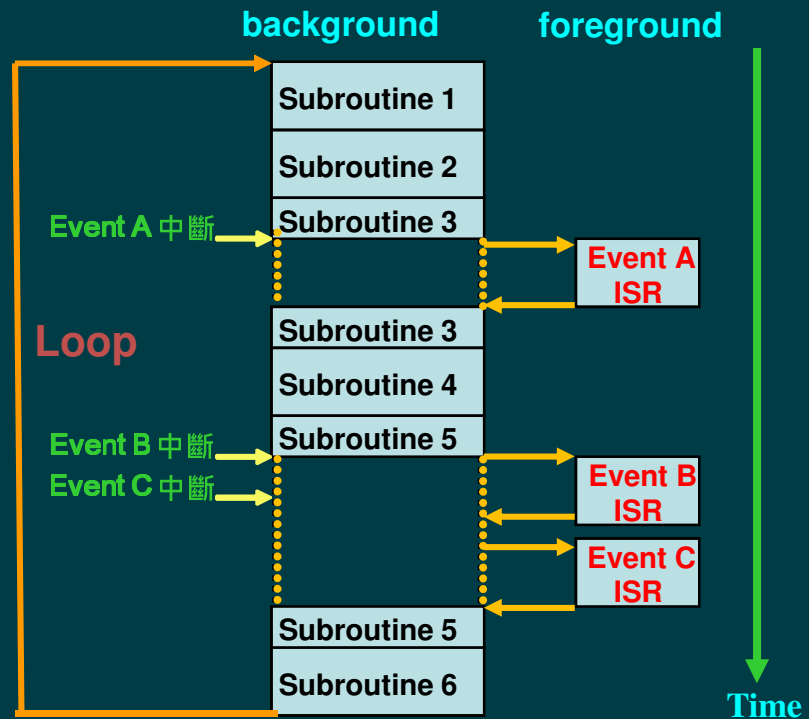 background
foreground
Subroutine 1
Subroutine 2
Subroutine 3
Event A 中斷
Event A
ISR
Subroutine 3
Loop
Subroutine 4
Subroutine 5
Event B 中斷
Event C 中斷
Event B
ISR
Event C
ISR
Subroutine 5
Subroutine 6
Time